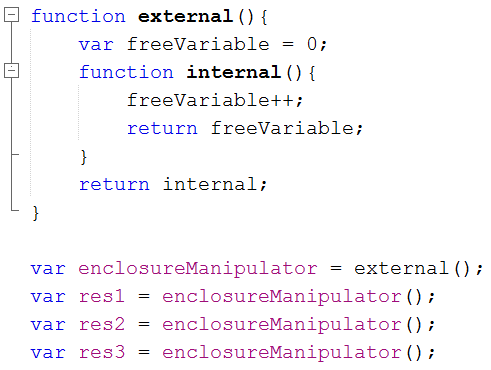 function external(){
    var freeVariable = 0;
    function internal(){
        freeVariable++;
        return freeVariable;
    }
    return internal;
}

var enclosureManipulator = external();
var res1 = enclosureManipulator();
var res2 = enclosureManipulator();
var res3 = enclosureManipulator();